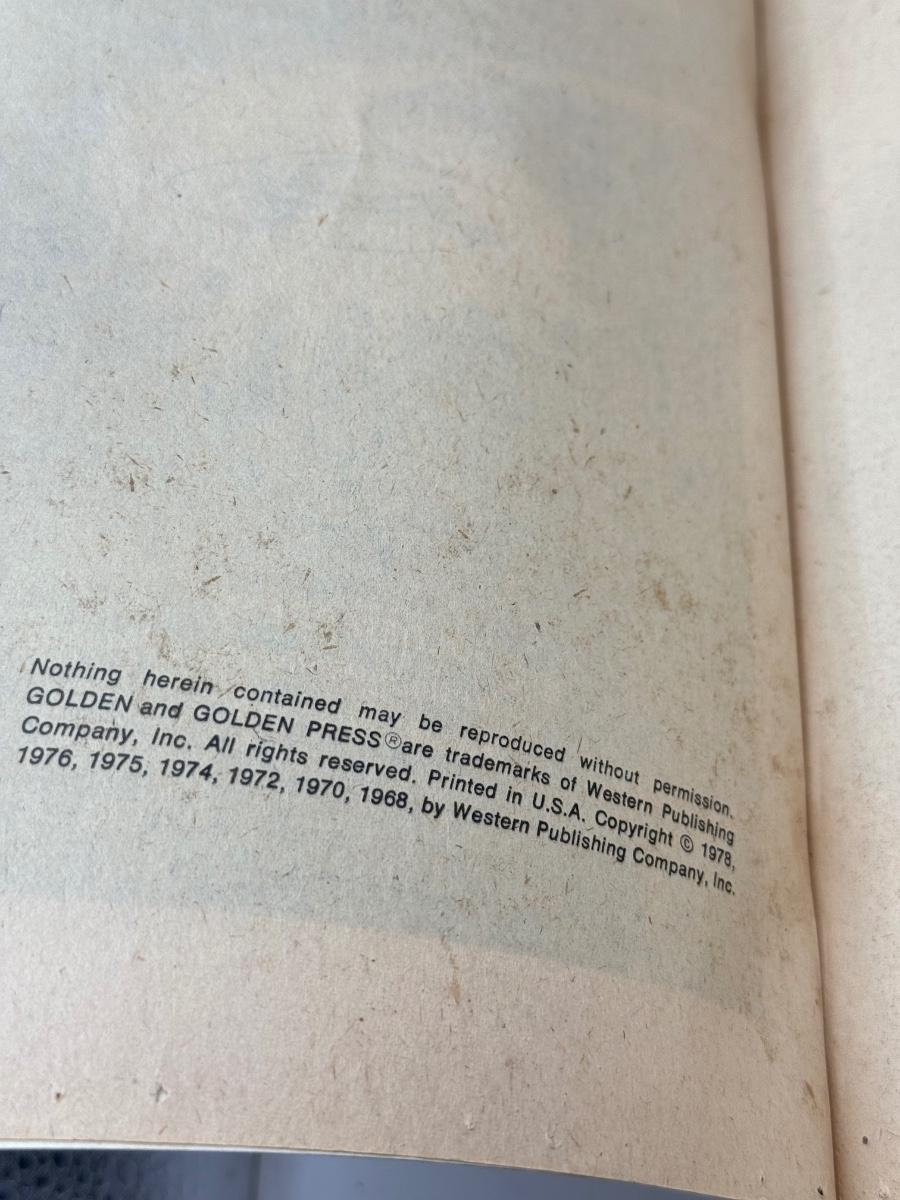 Nothing herein contained may be reproduced without permission.
GOLDEN and GOLDEN PRESS® are trademarks of Western Publishing
Company, Inc. All rights reserved. Printed in U.S.A. Copyright © 1978,
1976, 1975, 1974, 1972, 1970, 1968, by Western Publishing Company, Inc.